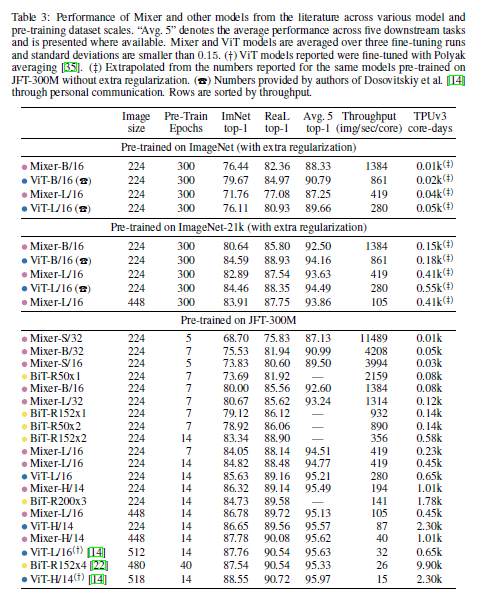 Table 3: Performance of Mixer and other models from the literature across various model and
pre-training dataset scales. “Avg. 5” denotes the average performance across five downstream tasks
and is presented where available. Mixer and ViT models are averaged over three fine-tuning runs
and standard deviations are smaller than 0.15. (‡) ViT models reported were fine-tuned with Polyak
averaging [35]. (‡) Extrapolated from the numbers reported for the same models pre-trained on
JFT-300M without extra regularization. (☎) Numbers provided by authors of Dosovitskiy et al. [14]
through personal communication. Rows are sorted by throughput.
Image Pre-Train ImNet ReaL Avg. 5 Throughput TPUv3
size Epochs top-1 top-1 top-1 (img/sec/core) core-days
Pre-trained on ImageNet (with extra regularization)
● Mixer-B/16 224 300 76.44 82.36 88.33 1384 0.01k(‡)
● ViT-B/16 (☎) 224 300 79.67 84.97 90.79 861 0.02k(‡)
● Mixer-L/16 224 300 71.76 77.08 87.25 419 0.04k(‡)
● ViT-L/16 (☎) 224 300 76.11 80.93 89.66 280 0.05k(‡)
Pre-trained on ImageNet-21k (with extra regularization)
● Mixer-B/16 224 300 80.64 85.80 92.50 1384 0.15k(‡)
● ViT-B/16 (☎) 224 300 84.59 88.93 94.16 861 0.18k(‡)
● Mixer-L/16 224 300 82.89 87.54 93.63 419 0.41k(‡)
● ViT-L/16 (☎) 224 300 84.46 88.35 94.49 280 0.55k(‡)
● Mixer-L/16 448 300 83.91 87.75 93.86 105 0.41k(‡)
Pre-trained on JFT-300M
● Mixer-S/32 224 5 68.70 75.83 87.13 11489 0.01k
● Mixer-B/32 224 7 75.53 81.94 90.99 4208 0.05k
● Mixer-S/16 224 5 73.83 80.60 89.50 3994 0.03k
● BiT-R50x1 224 7 73.69 81.92 — 2159 0.08k
● Mixer-B/16 224 7 80.00 85.56 92.60 1384 0.08k
● Mixer-L/32 224 7 80.67 85.62 93.24 1314 0.12k
● BiT-R152x1 224 7 79.12 86.12 — 932 0.14k
● BiT-R50x2 224 7 78.92 86.06 — 890 0.14k
● BiT-R152x2 224 14 83.34 88.90 — 356 0.58k
● Mixer-L/16 224 7 84.05 88.14 94.51 419 0.23k
● Mixer-L/16 224 14 84.82 88.48 94.77 419 0.45k
● ViT-L/16 224 14 85.63 89.16 95.21 280 0.65k
● Mixer-H/14 224 14 86.32 89.14 95.49 194 1.01k
● BiT-R200x3 224 14 84.73 89.58 — 141 1.78k
● Mixer-L/16 448 14 86.78 89.72 95.13 105 0.45k
● ViT-H/14 224 14 86.65 89.56 95.57 87 2.30k
● Mixer-H/14 448 14 87.78 90.08 95.62 40 1.01k
● ViT-L/16(†) [14] 512 14 87.76 90.54 95.63 32 0.65k
● BiT-R152x4 [22] 480 40 87.54 90.54 95.33 26 9.90k
● ViT-H/14(†) [14] 518 14 88.55 90.72 95.97 15 2.30k